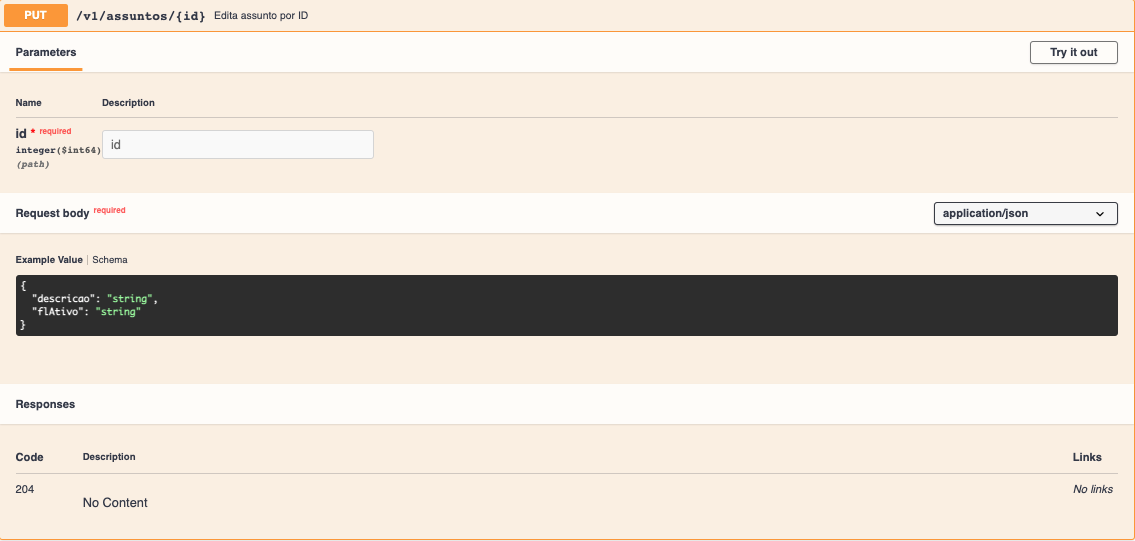 PUT /v1/assuntos/{id} Edita assunto por ID
Parameters Try it out
Name Description
id * required
integer($int64) id
(path)
Request body required application/json
Example Value | Schema
{
"descricao": "string",
"flAtivo": "string"
}
Responses
Code Description Links
204 No links
No Content